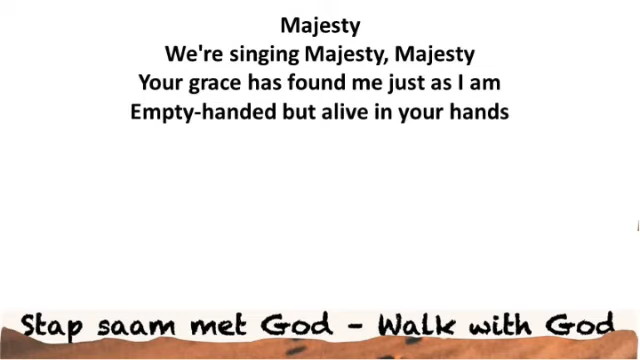 Majesty
We're singing Majesty, Majesty
Your grace has found me just as I am
Empty-handed but alive in your hands
Stap saam met God - Walk with God